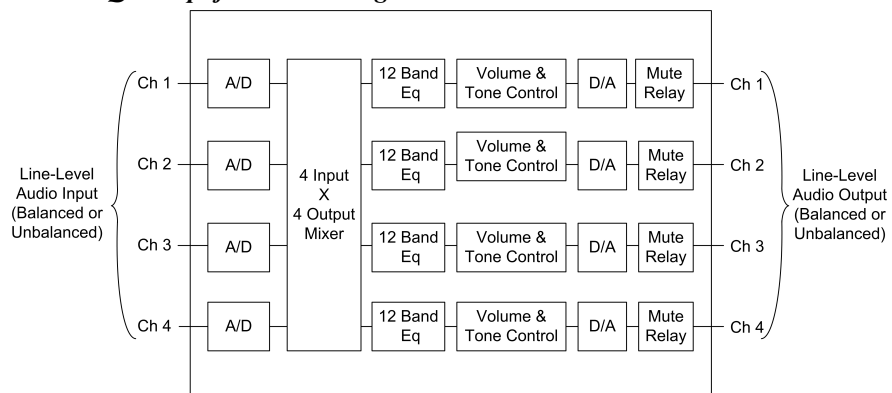 Ch 1
A/D
12 Band
Eq
Volume &
Tone Control
D/A
Mute
Relay
Ch 1
Ch 2
A/D
12 Band
Eq
Volume &
Tone Control
D/A
Mute
Relay
Ch 2
Line-Level
Audio Input
(Balanced or
Unbalanced)
4 Input
X
4 Output
Mixer
Line-Level
Audio Output
(Balanced or
Unbalanced)
Ch 3
A/D
12 Band
Eq
Volume &
Tone Control
D/A
Mute
Relay
Ch 3
Ch 4
A/D
12 Band
Eq
Volume &
Tone Control
D/A
Mute
Relay
Ch 4